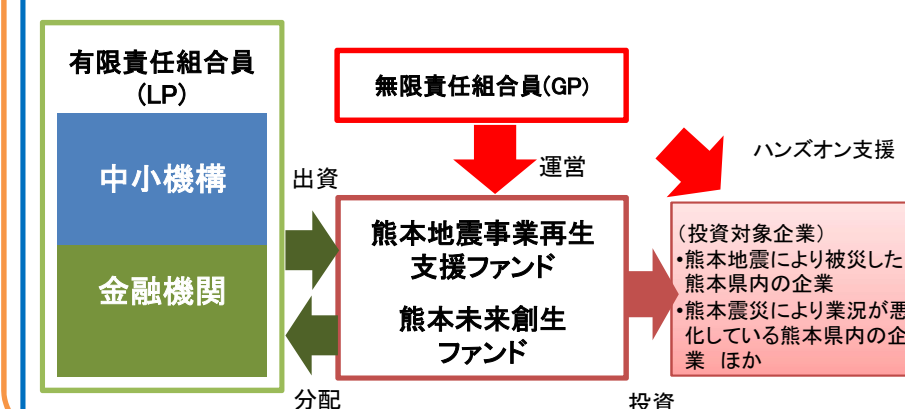 有限責任組合員
(LP)
中小機構
金融機関
出資
分配
無限責任組合員(GP)
運営
熊本地震事業再生
支援ファンド
熊本未来創生
ファンド
ハンズオン支援
投資
(投資対象企業)
•熊本地震により被災した
熊本県内の企業
•熊本震災により業況が悪
化している熊本県内の企
業 ほか